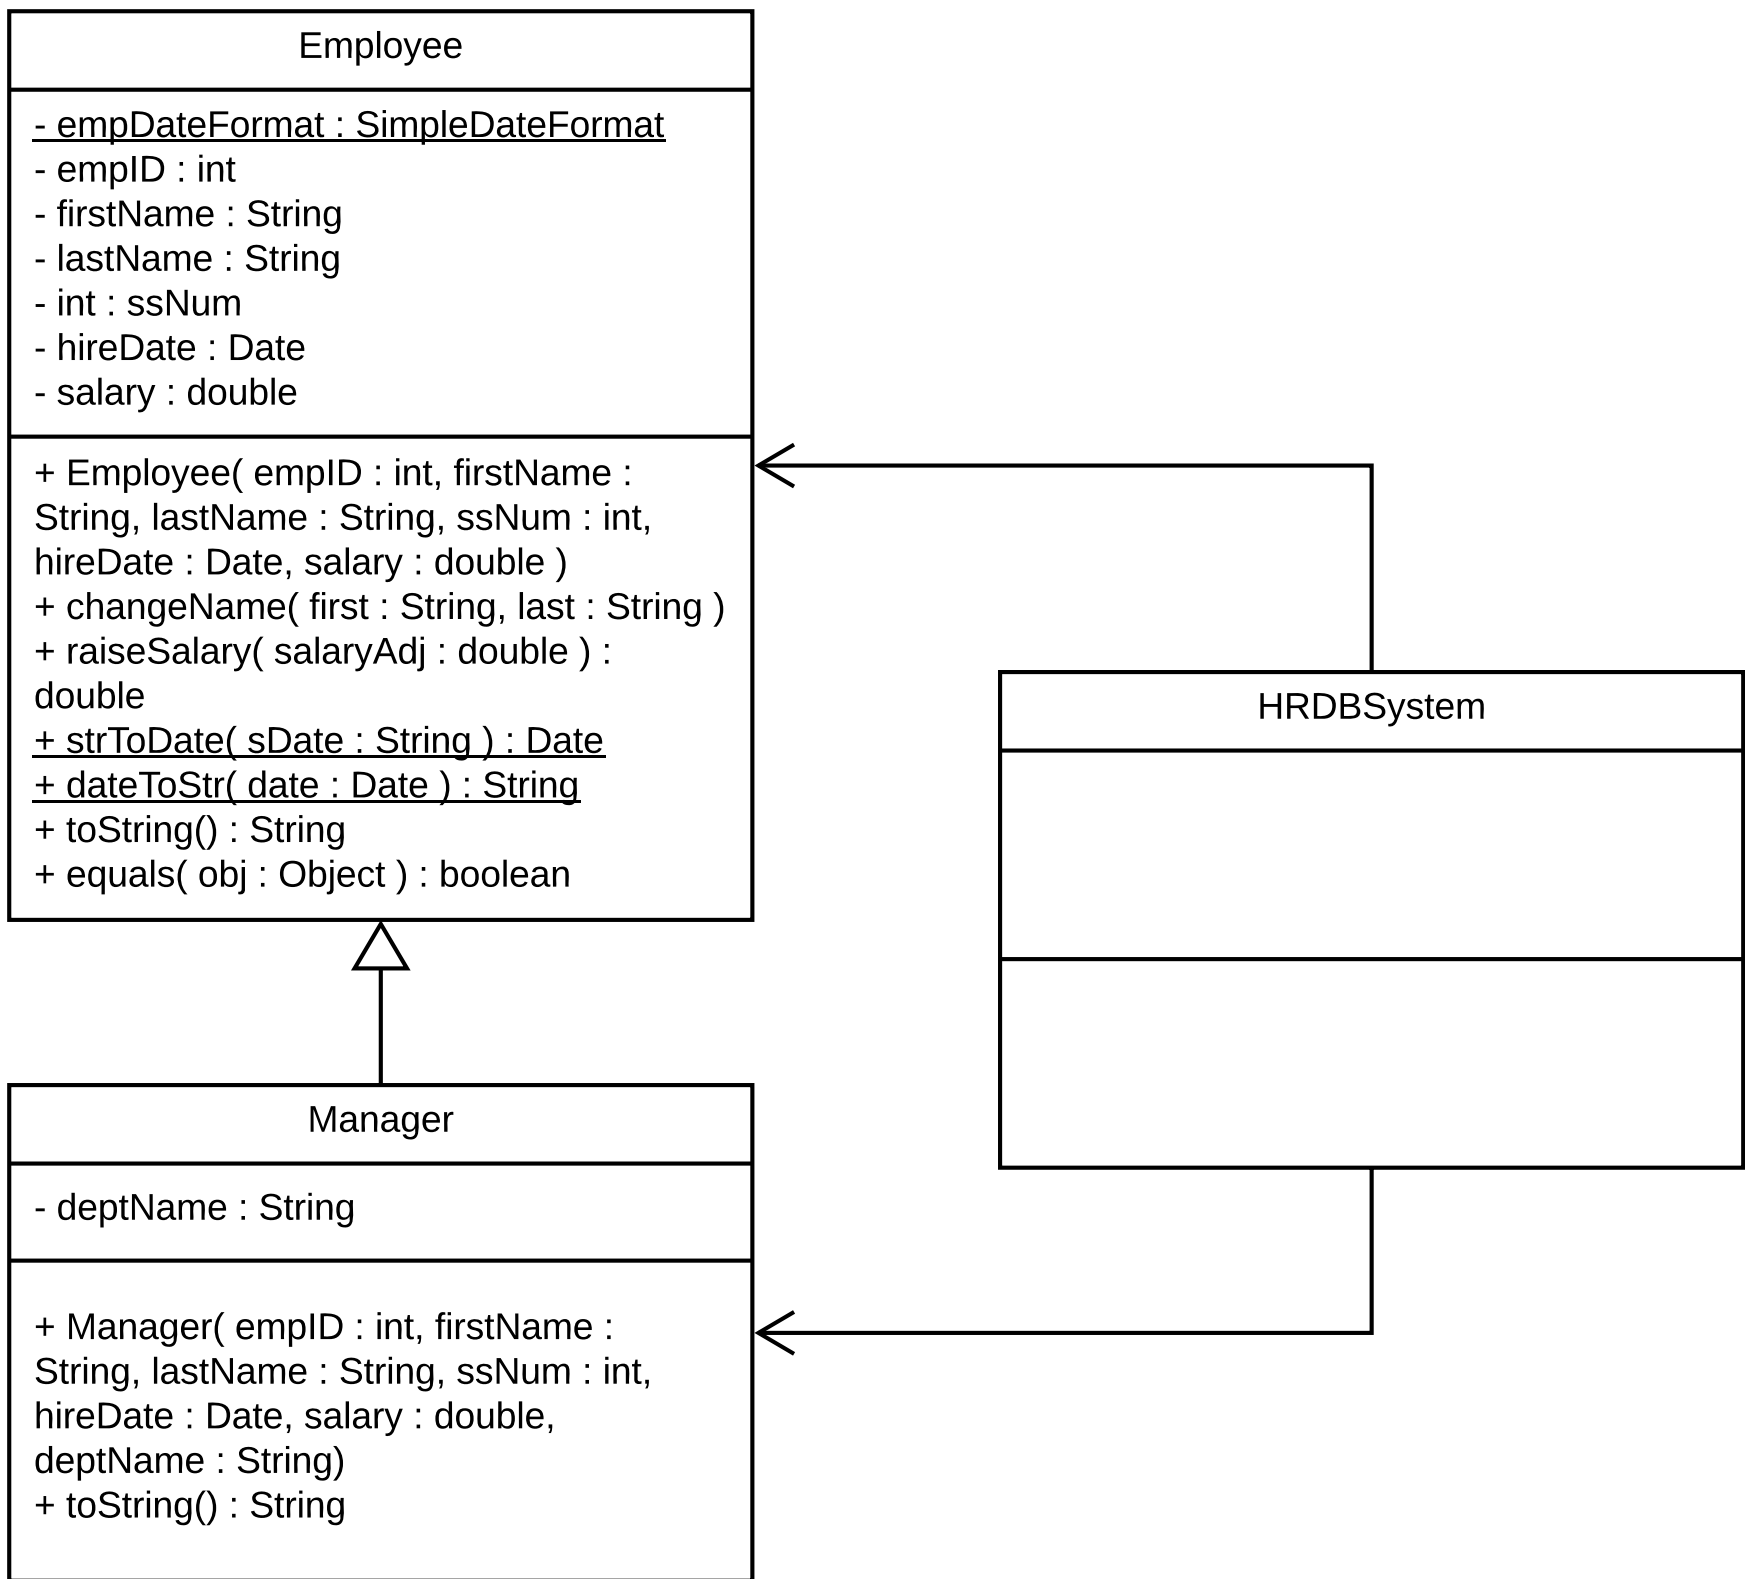 Employee
- empDateFormat : SimpleDateFormat
- empID : int
- firstName : String
- lastName : String
- int : ssNum
- hireDate : Date
- salary : double
+ Employee( empID : int, firstName :
String, lastName : String, ssNum : int,
hireDate : Date, salary : double )
+ changeName( first : String, last : String )
+ raiseSalary( salaryAdj : double ) :
double
+ strToDate( sDate : String ) : Date
+ dateToStr( date : Date ) : String
+ toString() : String
+ equals( obj : Object ) : boolean
HRDBSystem
Manager
- deptName : String
+ Manager( empID : int, firstName :
String, lastName : String, ssNum : int,
hireDate : Date, salary : double,
deptName : String)
+ toString() : String